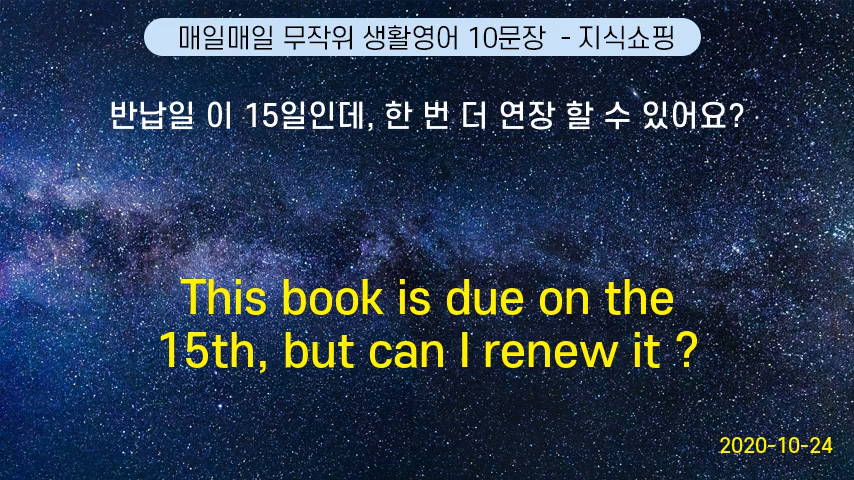 매일매일 무작위 생활영어 10문장 - 지식쇼핑
반납일 이 15일인데, 한 번 더 연장 할 수 있어요?
This book is due on the
15th, but can I renew it ?
2020-10-24